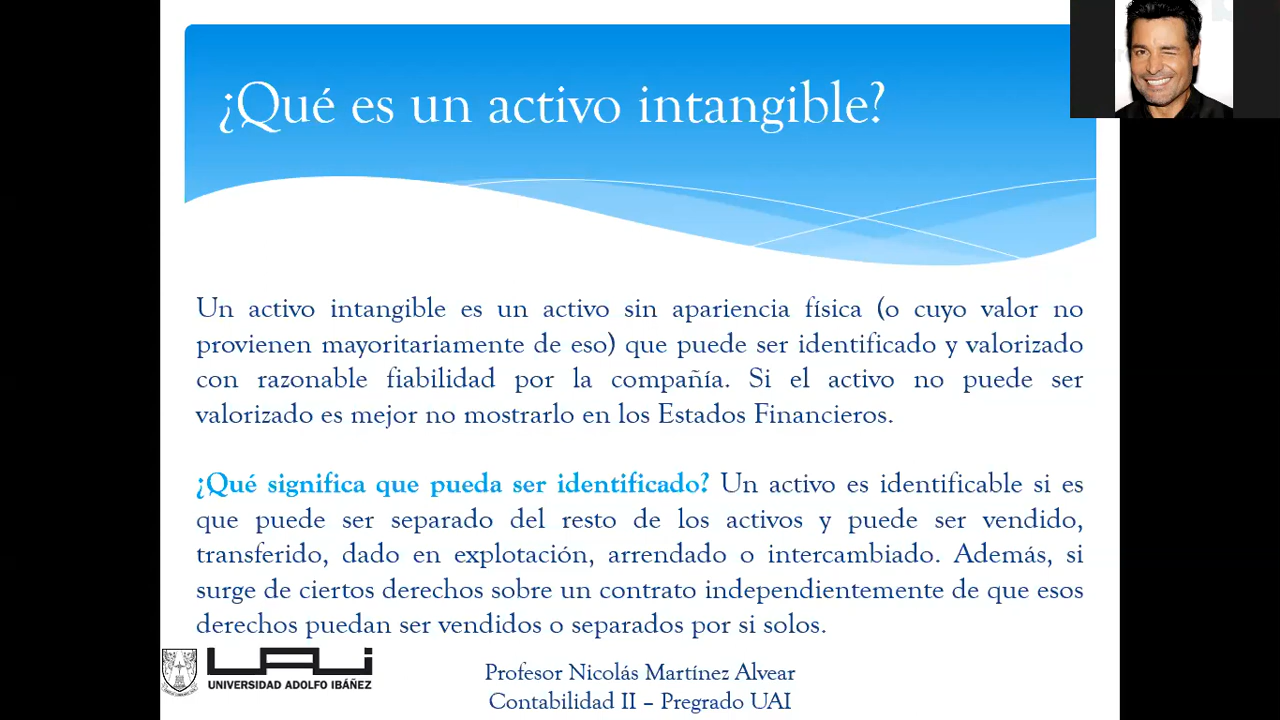 ¿Qué es un activo intangible?
Un activo intangible es un activo sin apariencia física (o cuyo valor no
provienen mayoritariamente de eso) que puede ser identificado y valorizado
con razonable fiabilidad por la compañía. Si el activo no puede ser
valorizado es mejor no mostrarlo en los Estados Financieros.
¿Qué significa que pueda ser identificado? Un activo es identificable si es
que puede ser separado del resto de los activos y puede ser vendido,
transferido, dado en explotación, arrendado o intercambiado. Además, si
surge de ciertos derechos sobre un contrato independientemente de que esos
derechos puedan ser vendidos o separados por si solos.
UAI
UNIVERSIDAD ADOLFO IBÁÑEZ
Profesor Nicolás Martínez Alvear
Contabilidad II – Pregrado UAI